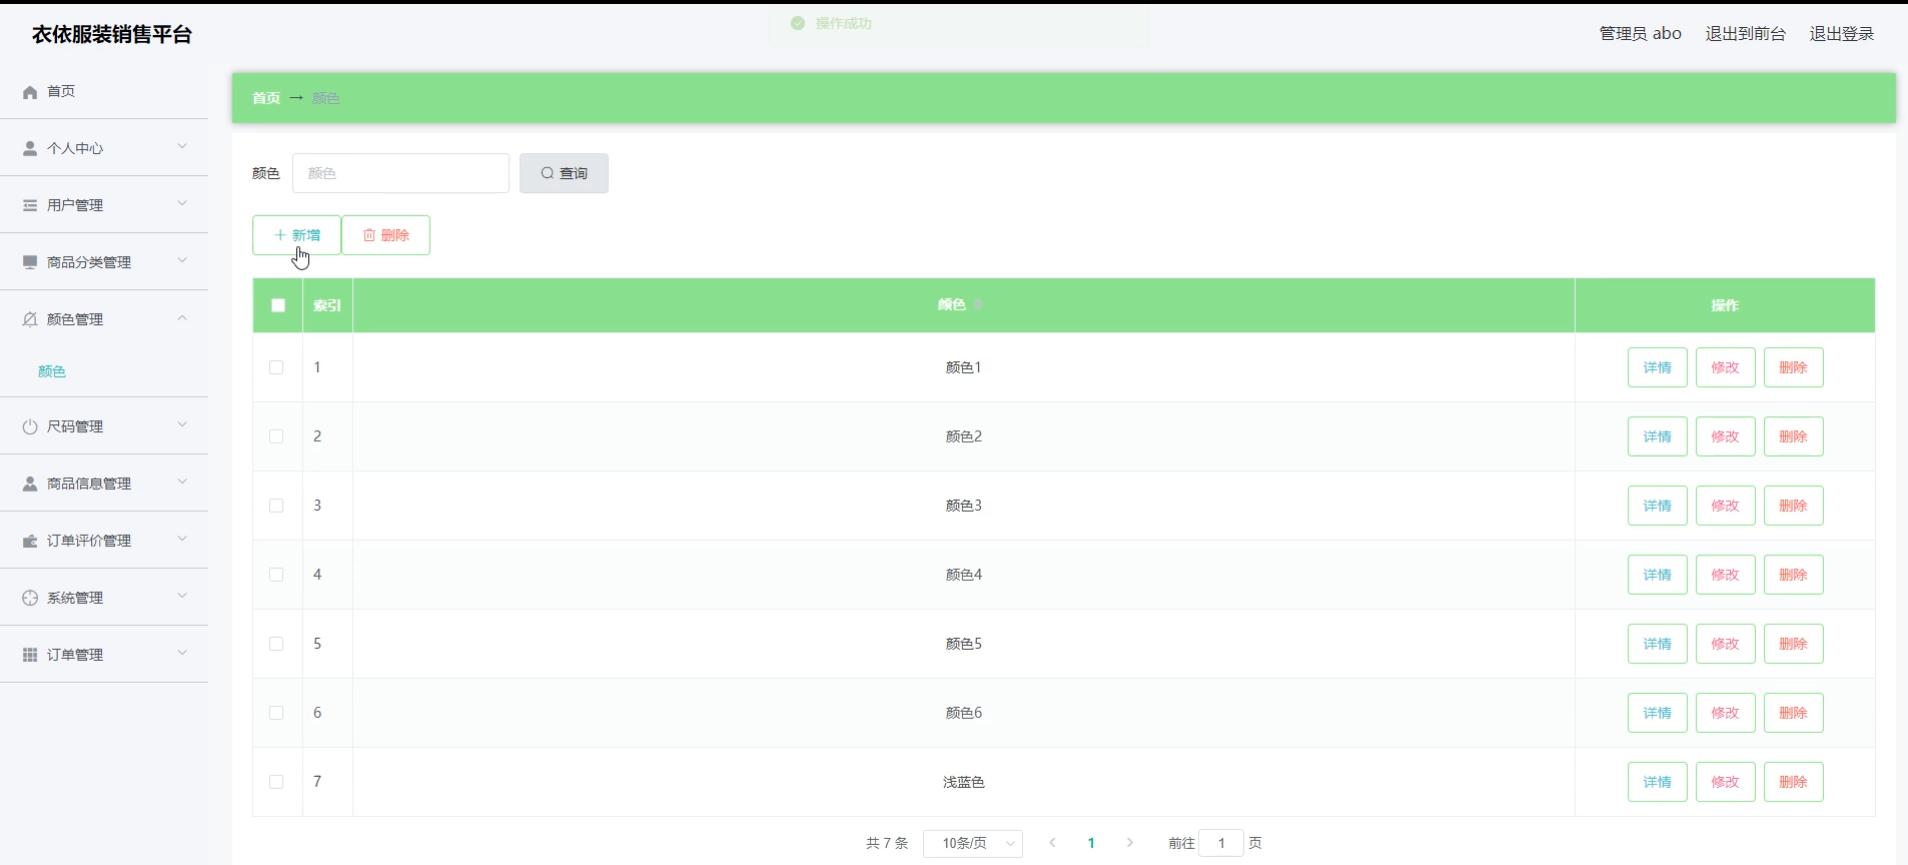 操作成功
衣依服装销售平台
管理员 abo 退出到前台 退出登录
首页
个人中心
用户管理
商品分类管理
颜色管理
颜色
尺码管理
商品信息管理
订单评价管理
系统管理
订单管理
首页 → 颜色
颜色 颜色 查询
新增 删除
索引 颜色 操作
1 颜色1 详情 修改 删除
2 颜色2 详情 修改 删除
3 颜色3 详情 修改 删除
4 颜色4 详情 修改 删除
5 颜色5 详情 修改 删除
6 颜色6 详情 修改 删除
7 浅蓝色 详情 修改 删除
共 7 条 10条/页 1 前往 1 页